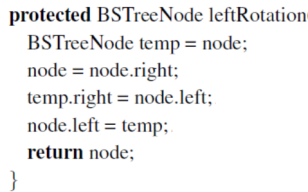 protected BSTreeNode leftRotation
BSTreeNode temp = node;
node = node.right;
temp.right = node.left;
node.left = temp;
return node;
}